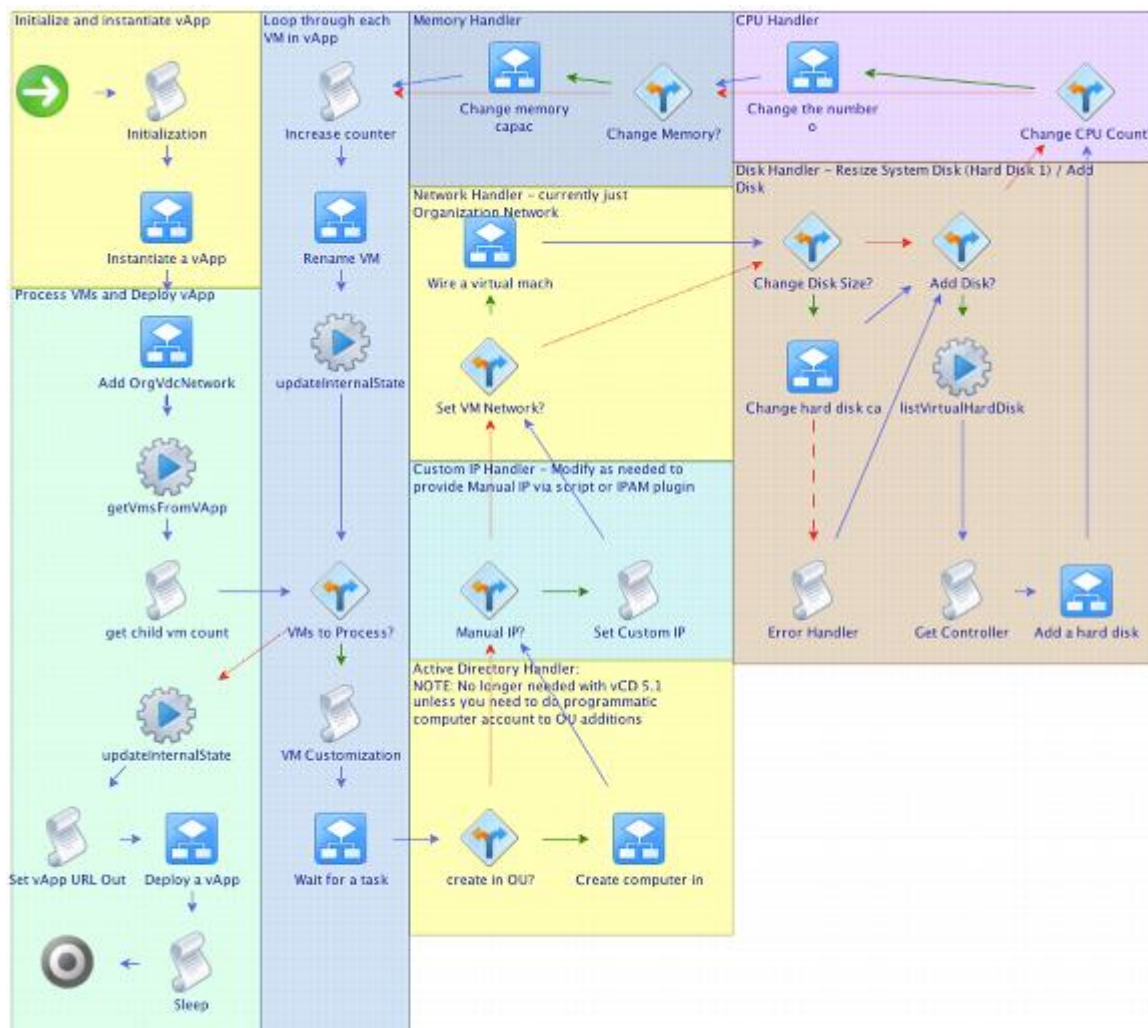 Initialize and instantiate vApp
Initialization
Instantiate a vApp
Process VMs and Deploy vApp
Add OrgVdcNetwork
getVmsFromVApp
get child vm count
updateInternalState
Set vApp URL Out
Deploy a vApp
Sleep
Loop through each
VM in vApp
Increase counter
Rename VM
updateInternalState
VMs to Process?
VM Customization
Wait for a task
Memory Handler
Change memory
capac
Change Memory?
Network Handler - currently just
Organization Network
Wire a virtual mach
Set VM Network?
Custom IP Handler - Modify as needed to
provide Manual IP via script or IPAM plugin
Manual IP?
Set Custom IP
Active Directory Handler:
NOTE: No longer needed with vCD 5.1
unless you need to do programmatic
computer account to OU additions
create in OU?
Create computer in
CPU Handler
Change the number
o
Change CPU Count
Disk Handler - Resize System Disk (Hard Disk 1) / Add
Disk
Change Disk Size?
Add Disk?
Change hard disk ca
listVirtualHardDisk
Error Handler
Get Controller
Add a hard disk